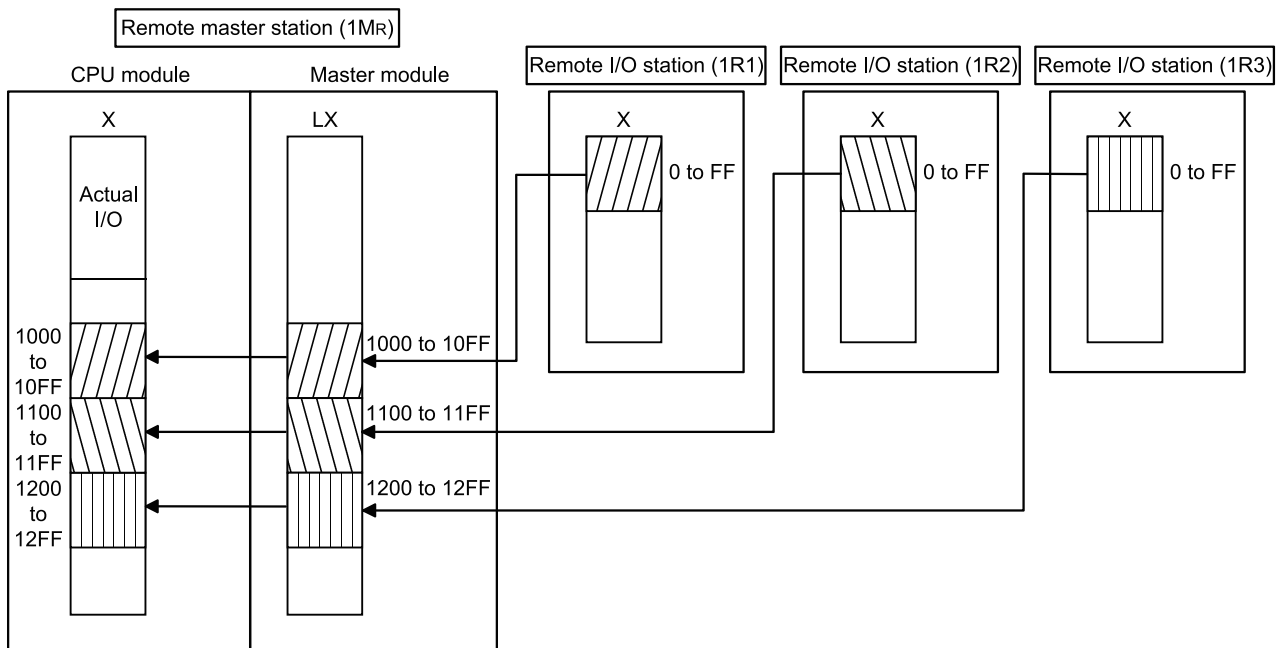 Remote master station (1MR)
CPU module
Master module
Remote I/O station (1R1)
Remote I/O station (1R2)
Remote I/O station (1R3)
X
LX
X
X
X
Actual
I/O
0 to FF
0 to FF
0 to FF
1000
to
10FF
1000 to 10FF
1100
to
11FF
1100 to 11FF
1200
to
12FF
1200 to 12FF